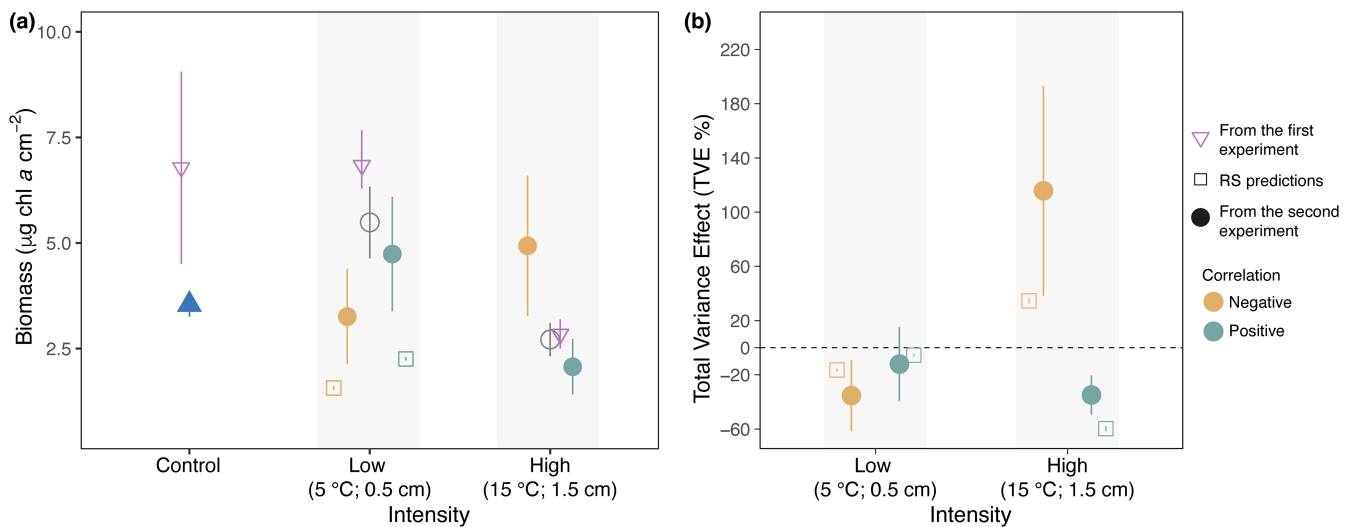 (a)
10.0
7.5
5.0
2.5
Biomass (μg chl a cm−2)
Control
Low
(5 °C; 0.5 cm)
High
(15 °C; 1.5 cm)
Intensity
(b)
220
180
140
100
60
20
0
−20
−60
Total Variance Effect (TVE %)
Low
(5 °C; 0.5 cm)
High
(15 °C; 1.5 cm)
Intensity
From the first
experiment
RS predictions
From the second
experiment
Correlation
Negative
Positive